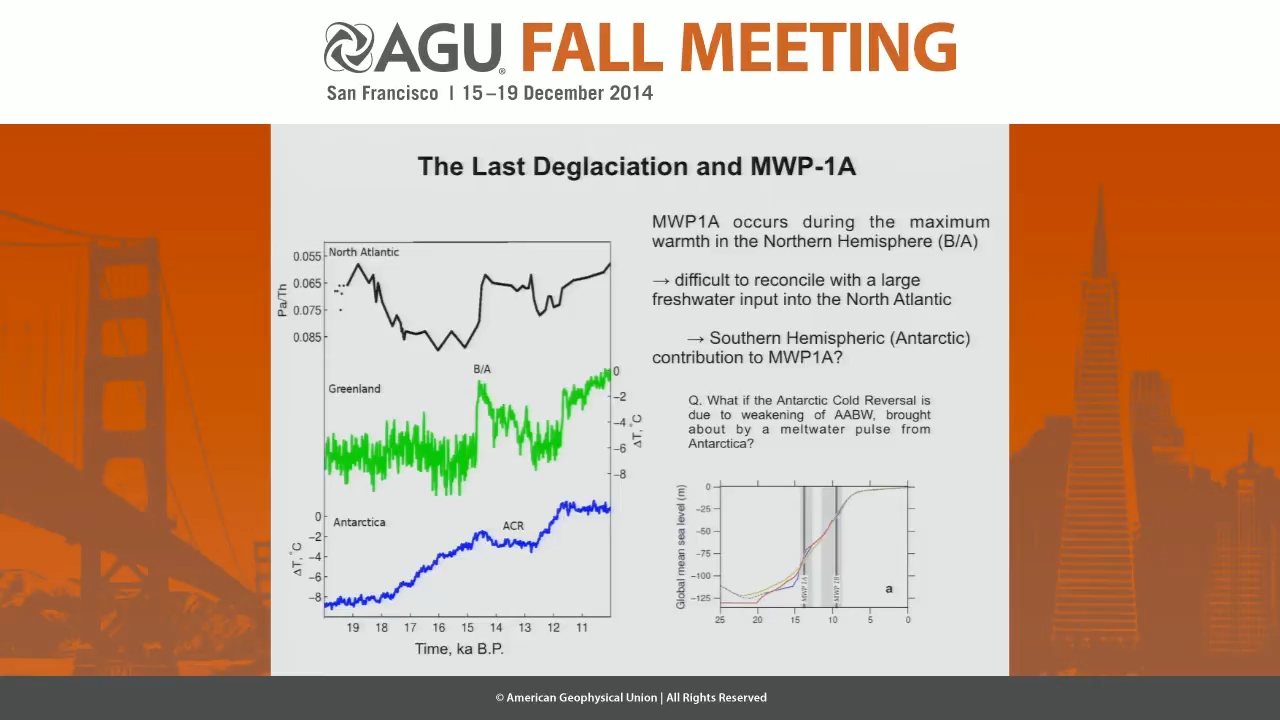 AGU FALL MEETING
San Francisco | 15–19 December 2014
The Last Deglaciation and MWP-1A
MWP1A occurs during the maximum
warmth in the Northern Hemisphere (B/A)
→ difficult to reconcile with a large
freshwater input into the North Atlantic
→ Southern Hemispheric (Antarctic)
contribution to MWP1A?
Q. What if the Antarctic Cold Reversal is
due to weakening of AABW, brought
about by a meltwater pulse from
Antarctica?
North Atlantic
Pa/Th
0.055
0.065
0.075
0.085
B/A
Greenland
0
−2
−4
−6
−8
ΔT, °C
Antarctica
ACR
0
−2
−4
−6
−8
ΔT, °C
19 18 17 16 15 14 13 12 11
Time, ka B.P.
Global mean sea level (m)
0
−25
−50
−75
−100
−125
MWP 1A
MWP 1B
a
25 20 15 10 5 0
© American Geophysical Union | All Rights Reserved